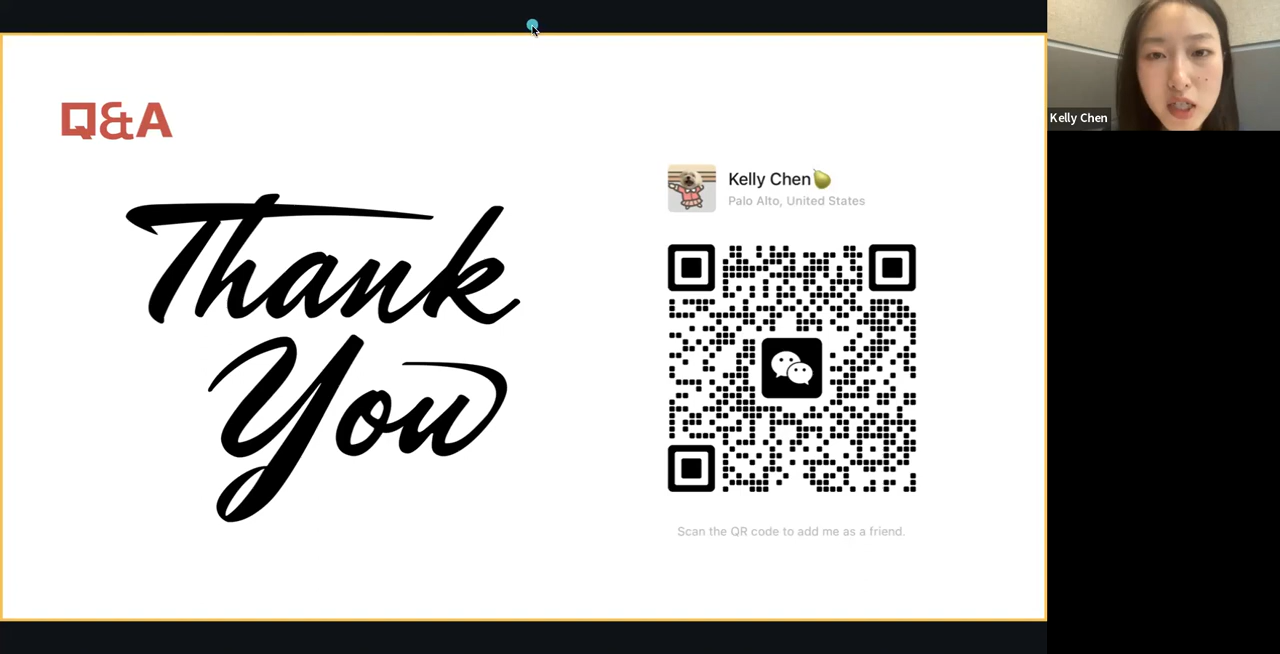 Q&A
Thank
You
Kelly Chen🍐
Palo Alto, United States
Scan the QR code to add me as a friend.
Kelly Chen